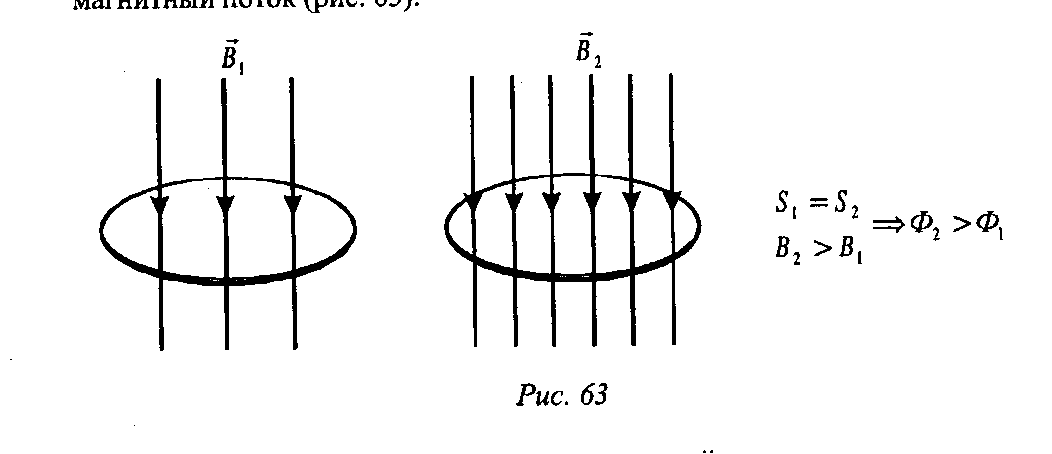 магнитный поток (рис. 63).
B⃗₁
B⃗₂
S₁ = S₂
B₂ > B₁
⇒ Φ₂ > Φ₁
Рис. 63